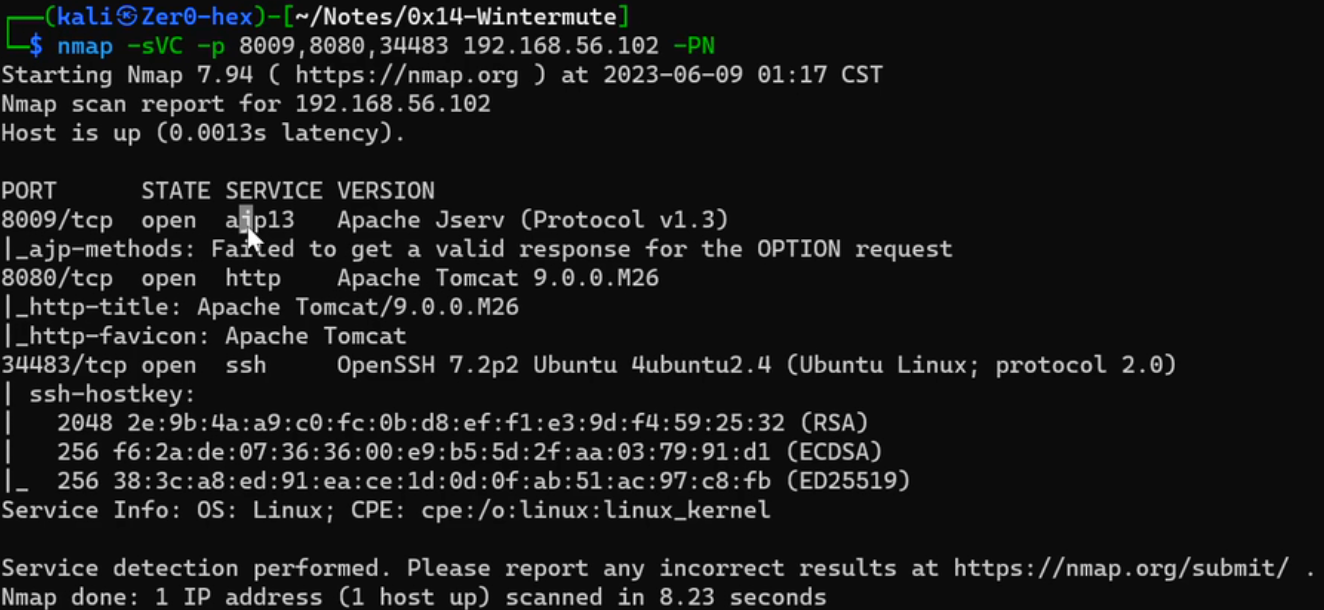 ┌──(kali㉿Zer0-hex)-[~/Notes/0x14-Wintermute]
└─$ nmap -sVC -p 8009,8080,34483 192.168.56.102 -PN
Starting Nmap 7.94 ( https://nmap.org ) at 2023-06-09 01:17 CST
Nmap scan report for 192.168.56.102
Host is up (0.0013s latency).
PORT      STATE SERVICE VERSION
8009/tcp  open  ajp13   Apache Jserv (Protocol v1.3)
|_ajp-methods: Failed to get a valid response for the OPTION request
8080/tcp  open  http    Apache Tomcat 9.0.0.M26
|_http-title: Apache Tomcat/9.0.0.M26
|_http-favicon: Apache Tomcat
34483/tcp open  ssh     OpenSSH 7.2p2 Ubuntu 4ubuntu2.4 (Ubuntu Linux; protocol 2.0)
| ssh-hostkey:
|   2048 2e:9b:4a:a9:c0:fc:0b:d8:ef:f1:e3:9d:f4:59:25:32 (RSA)
|   256 f6:2a:de:07:36:36:00:e9:b5:5d:2f:aa:03:79:91:d1 (ECDSA)
|_  256 38:3c:a8:ed:91:ea:ce:1d:0d:0f:ab:51:ac:97:c8:fb (ED25519)
Service Info: OS: Linux; CPE: cpe:/o:linux:linux_kernel
Service detection performed. Please report any incorrect results at https://nmap.org/submit/ .
Nmap done: 1 IP address (1 host up) scanned in 8.23 seconds